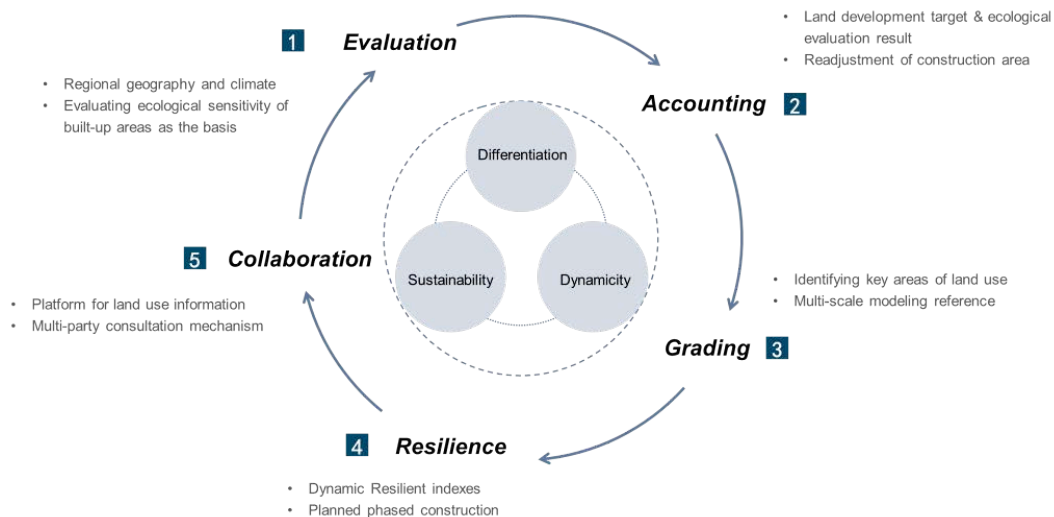 1 Evaluation
• Regional geography and climate
• Evaluating ecological sensitivity of
built-up areas as the basis
• Land development target & ecological
evaluation result
• Readjustment of construction area
Accounting 2
• Identifying key areas of land use
• Multi-scale modeling reference
Grading 3
4 Resilience
• Dynamic Resilient indexes
• Planned phased construction
5 Collaboration
• Platform for land use information
• Multi-party consultation mechanism
Differentiation
Sustainability
Dynamicity